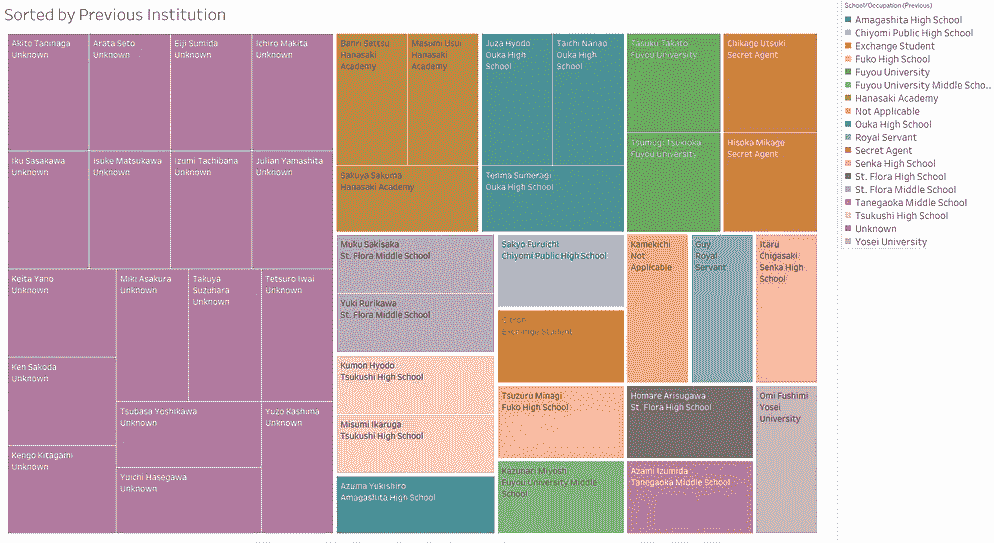 Sorted by Previous Institution
Akito Taninaga
Unknown
Arata Seto
Unknown
Eiji Sumida
Unknown
Ichiro Makita
Unknown
Iku Sasakawa
Unknown
Isuke Matsukawa
Unknown
Izumi Tachibana
Unknown
Julian Yamashita
Unknown
Keita Yano
Unknown
Ken Sakoda
Unknown
Kengo Kitagami
Unknown
Miki Asakura
Unknown
Takuya
Suzuhara
Unknown
Tetsuro Iwai
Unknown
Tsubasa Yoshikawa
Unknown
Yuichi Hasegawa
Unknown
Yuzo Kashima
Unknown
Banri Settsu
Hanasaki
Academy
Masumi Usui
Hanasaki
Academy
Sakuya Sakuma
Hanasaki Academy
Juza Hyodo
Ouka High
School
Taichi Nanao
Ouka High
School
Tenma Sumeragi
Ouka High School
Tasuku Takato
Fuyou University
Tsumugi Tsukioka
Fuyou University
Chikage Utsuki
Secret Agent
Hisoka Mikage
Secret Agent
Muku Sakisaka
St. Flora Middle School
Yuki Rurikawa
St. Flora Middle School
Kumon Hyodo
Tsukushi High School
Misumi Ikaruga
Tsukushi High School
Azuma Yukishiro
Amagashita High School
Sakyo Furuichi
Chiyomi Public High School
Citron
Exchange Student
Tsuzuru Minagi
Fuko High School
Kazunari Miyoshi
Fuyou University Middle
School
Kamekichi
Not
Applicable
Guy
Royal
Servant
Itaru
Chigasaki
Senka High
School
Homare Arisugawa
St. Flora High School
Azami Izumida
Tanegaoka Middle School
Omi Fushimi
Yosei
University
School/Occupation (Previous)
Amagashita High School
Chiyomi Public High School
Exchange Student
Fuko High School
Fuyou University
Fuyou University Middle Scho..
Hanasaki Academy
Not Applicable
Ouka High School
Royal Servant
Secret Agent
Senka High School
St. Flora High School
St. Flora Middle School
Tanegaoka Middle School
Tsukushi High School
Unknown
Yosei University